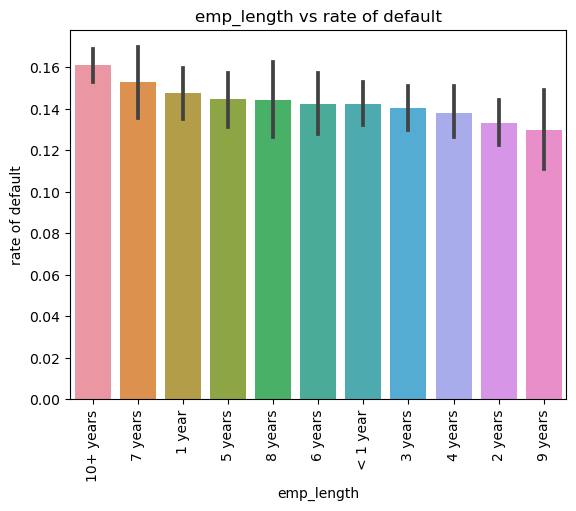 emp_length vs rate of default
rate of default
0.16
0.14
0.12
0.10
0.08
0.06
0.04
0.02
0.00
10+ years
7 years
1 year
5 years
8 years
6 years
< 1 year
3 years
4 years
2 years
9 years
emp_length